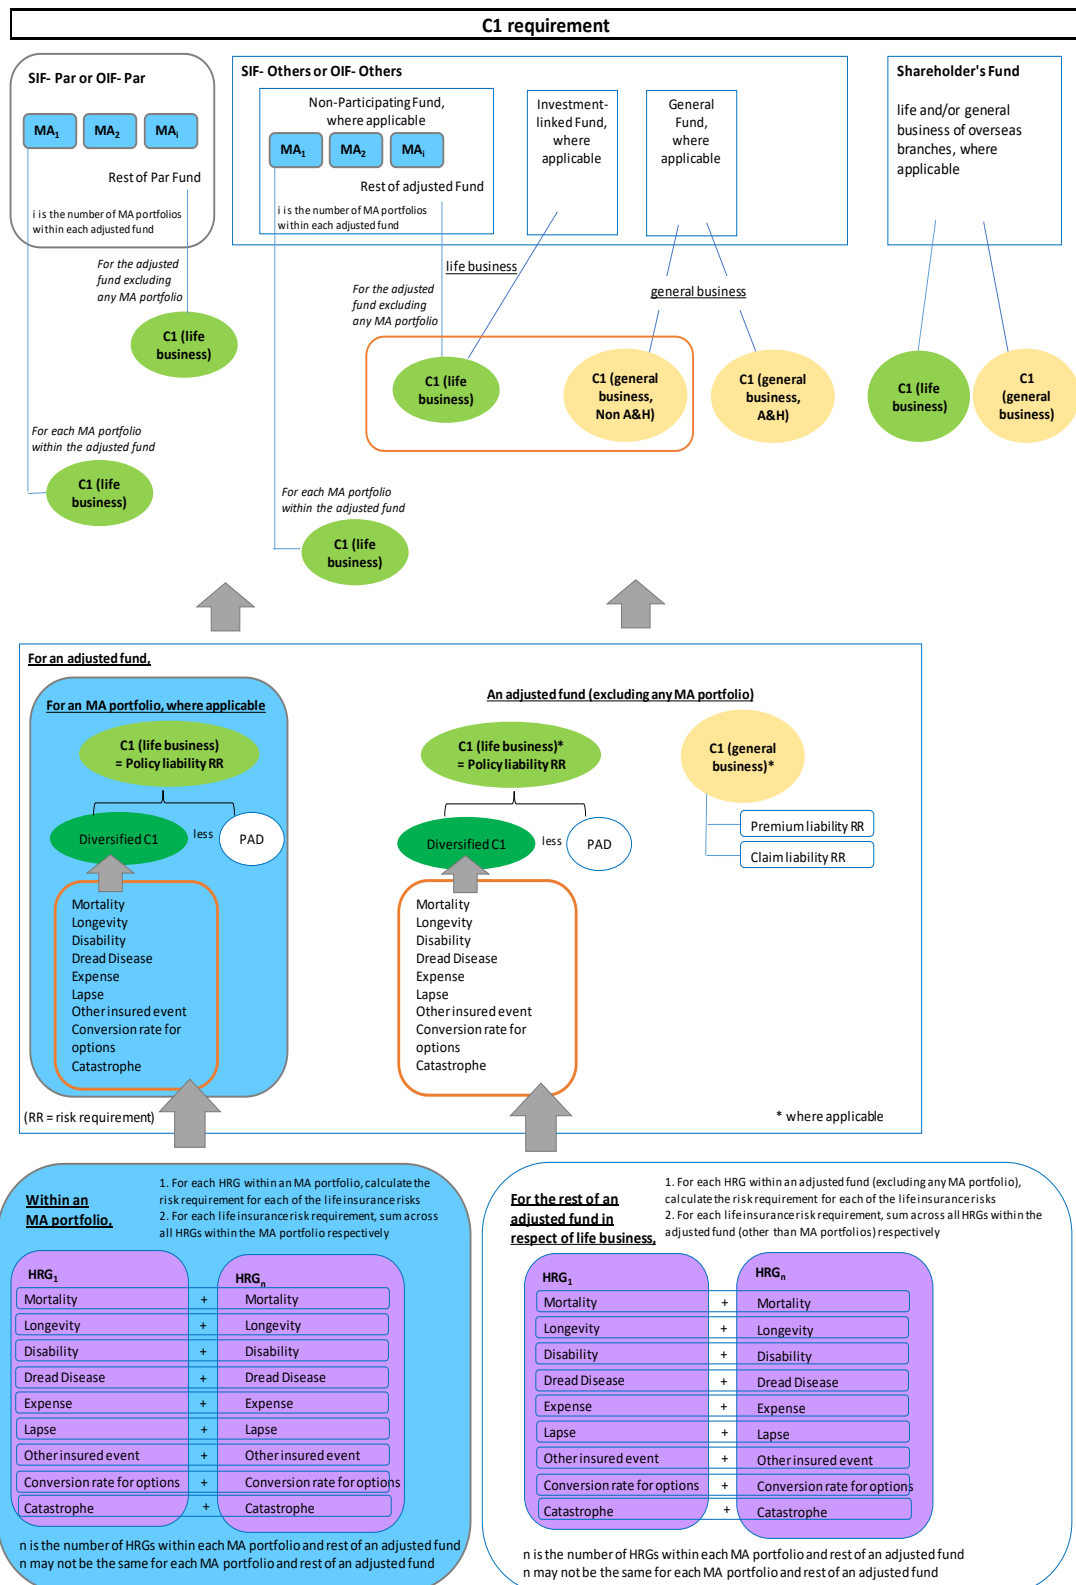 C1 requirement
SIF- Par or OIF- Par
MA1
MA2
MAi
Rest of Par Fund
i is the number of MA portfolios
within each adjusted fund
For the adjusted
fund excluding
any MA portfolio
C1 (life
business)
For each MA portfolio
within the adjusted fund
C1 (life
business)
SIF- Others or OIF- Others
Non-Participating Fund,
where applicable
MA1
MA2
MAi
Rest of adjusted Fund
i is the number of MA portfolios
within each adjusted fund
Investment-
linked Fund,
where
applicable
General
Fund,
where
applicable
life business
general business
For the adjusted
fund excluding
any MA portfolio
C1 (life
business)
C1 (general
business,
Non A&H)
C1 (general
business,
A&H)
For each MA portfolio
within the adjusted fund
C1 (life
business)
Shareholder's Fund
life and/or general
business of overseas
branches, where
applicable
C1 (life
business)
C1
(general
business)
For an adjusted fund,
For an MA portfolio, where applicable
C1 (life business)
= Policy liability RR
Diversified C1
less
PAD
Mortality
Longevity
Disability
Dread Disease
Expense
Lapse
Other insured event
Conversion rate for
options
Catastrophe
(RR = risk requirement)
An adjusted fund (excluding any MA portfolio)
C1 (life business)*
= Policy liability RR
Diversified C1
less
PAD
Mortality
Longevity
Disability
Dread Disease
Expense
Lapse
Other insured event
Conversion rate for
options
Catastrophe
C1 (general
business)*
Premium liability RR
Claim liability RR
* where applicable
Within an
MA portfolio,
1. For each HRG within an MA portfolio, calculate the
risk requirement for each of the life insurance risks
2. For each life insurance risk requirement, sum across
all HRGs within the MA portfolio respectively
HRG1
HRGn
Mortality + Mortality
Longevity + Longevity
Disability + Disability
Dread Disease + Dread Disease
Expense + Expense
Lapse + Lapse
Other insured event + Other insured event
Conversion rate for options + Conversion rate for options
Catastrophe + Catastrophe
n is the number of HRGs within each MA portfolio and rest of an adjusted fund
n may not be the same for each MA portfolio and rest of an adjusted fund
For the rest of an
adjusted fund in
respect of life business,
1. For each HRG within an adjusted fund (excluding any MA portfolio),
calculate the risk requirement for each of the life insurance risks
2. For each life insurance risk requirement, sum across all HRGs within the
adjusted fund (other than MA portfolios) respectively
HRG1
HRGn
Mortality + Mortality
Longevity + Longevity
Disability + Disability
Dread Disease + Dread Disease
Expense + Expense
Lapse + Lapse
Other insured event + Other insured event
Conversion rate for options + Conversion rate for options
Catastrophe + Catastrophe
n is the number of HRGs within each MA portfolio and rest of an adjusted fund
n may not be the same for each MA portfolio and rest of an adjusted fund